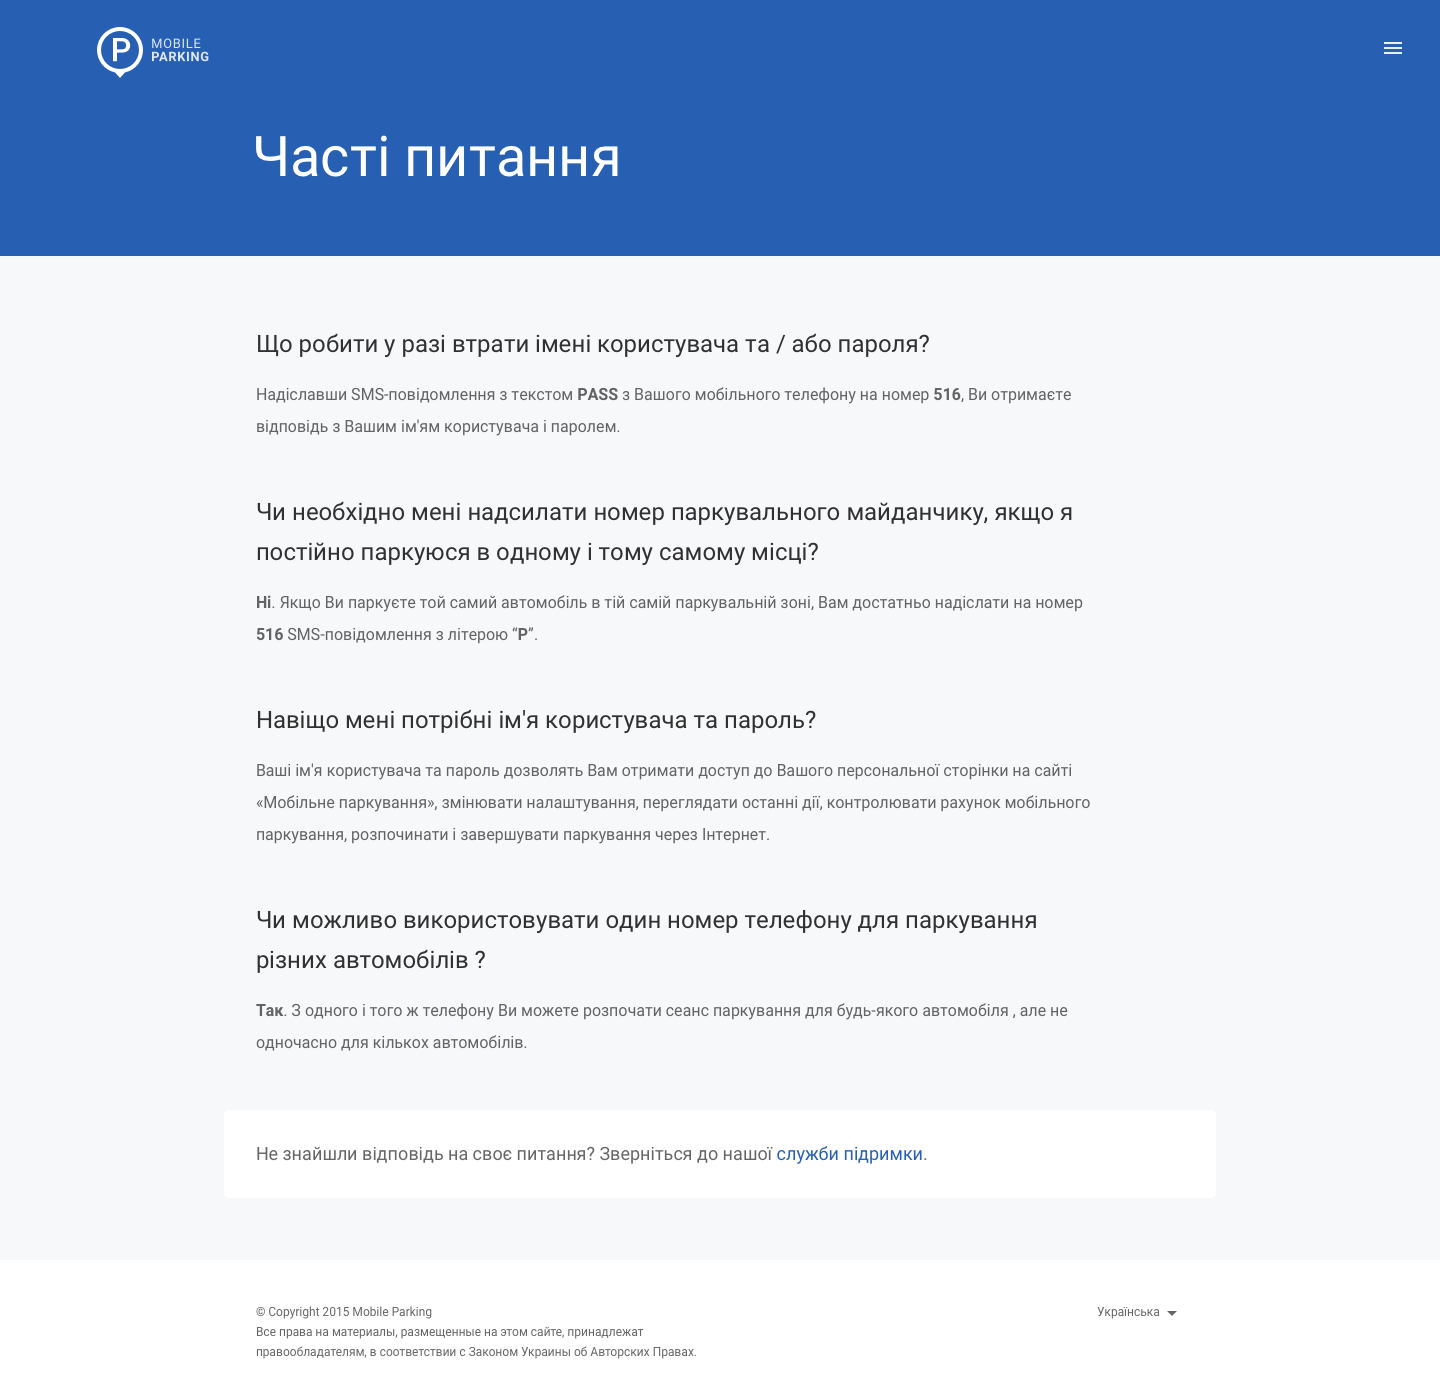 P
MOBILE
PARKING
Часті питання
Що робити у разі втрати імені користувача та / або пароля?
Надіславши SMS-повідомлення з текстом PASS з Вашого мобільного телефону на номер 516, Ви отримаєте
відповідь з Вашим ім'ям користувача і паролем.
Чи необхідно мені надсилати номер паркувального майданчику, якщо я
постійно паркуюся в одному і тому самому місці?
Ні. Якщо Ви паркуєте той самий автомобіль в тій самій паркувальній зоні, Вам достатньо надіслати на номер
516 SMS-повідомлення з літерою “P”.
Навіщо мені потрібні ім'я користувача та пароль?
Ваші ім'я користувача та пароль дозволять Вам отримати доступ до Вашого персональної сторінки на сайті
«Мобільне паркування», змінювати налаштування, переглядати останні дії, контролювати рахунок мобільного
паркування, розпочинати і завершувати паркування через Інтернет.
Чи можливо використовувати один номер телефону для паркування
різних автомобілів ?
Так. З одного і того ж телефону Ви можете розпочати сеанс паркування для будь-якого автомобіля , але не
одночасно для кількох автомобілів.
Не знайшли відповідь на своє питання? Зверніться до нашої служби підримки.
© Copyright 2015 Mobile Parking
Українська
Все права на материалы, размещенные на этом сайте, принадлежат
правообладателям, в соответствии с Законом Украины об Авторских Правах.